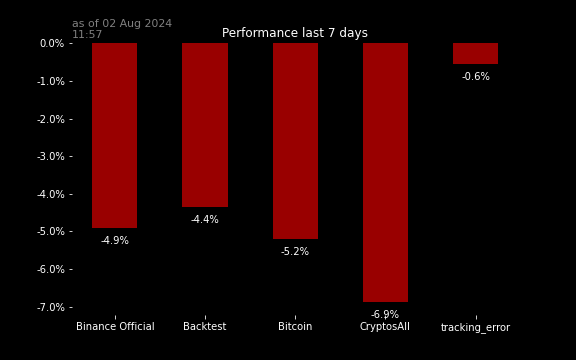 as of 02 Aug 2024
11:57
Performance last 7 days
0.0%
-1.0%
-2.0%
-3.0%
-4.0%
-5.0%
-6.0%
-7.0%
-4.9%
-4.4%
-5.2%
-6.9%
-0.6%
Binance Official
Backtest
Bitcoin
CryptosAll
tracking_error